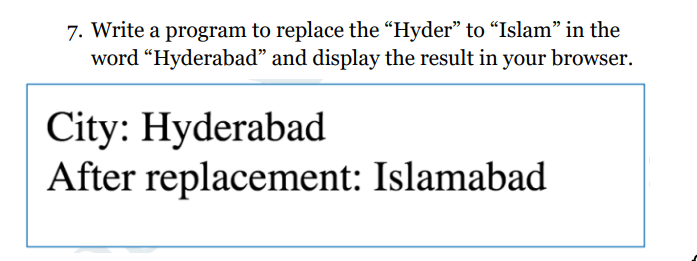 7. Write a program to replace the “Hyder” to “Islam” in the
word “Hyderabad” and display the result in your browser.
City: Hyderabad
After replacement: Islamabad